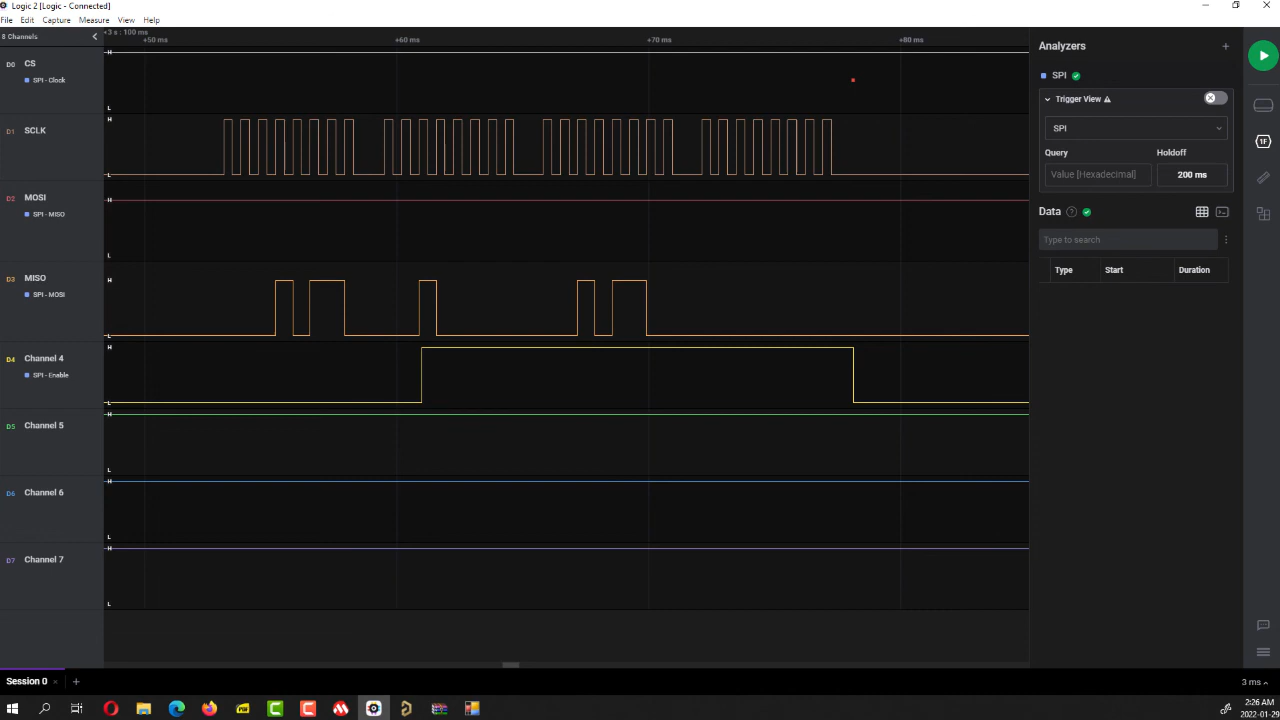 Logic 2 [Logic - Connected]
File Edit Capture Measure View Help
8 Channels
+3 s : 100 ms
+50 ms +60 ms +70 ms +80 ms
D0 CS
SPI - Clock
H
L
D1 SCLK
H
L
D2 MOSI
SPI - MISO
H
L
D3 MISO
SPI - MOSI
H
L
D4 Channel 4
SPI - Enable
H
L
D5 Channel 5
H
L
D6 Channel 6
H
L
D7 Channel 7
H
L
Analyzers
SPI
Trigger View
SPI
Query Holdoff
Value [Hexadecimal] 200 ms
Data
Type to search
Type Start Duration
1F
Session 0
3 ms
2:26 AM
2022-01-29